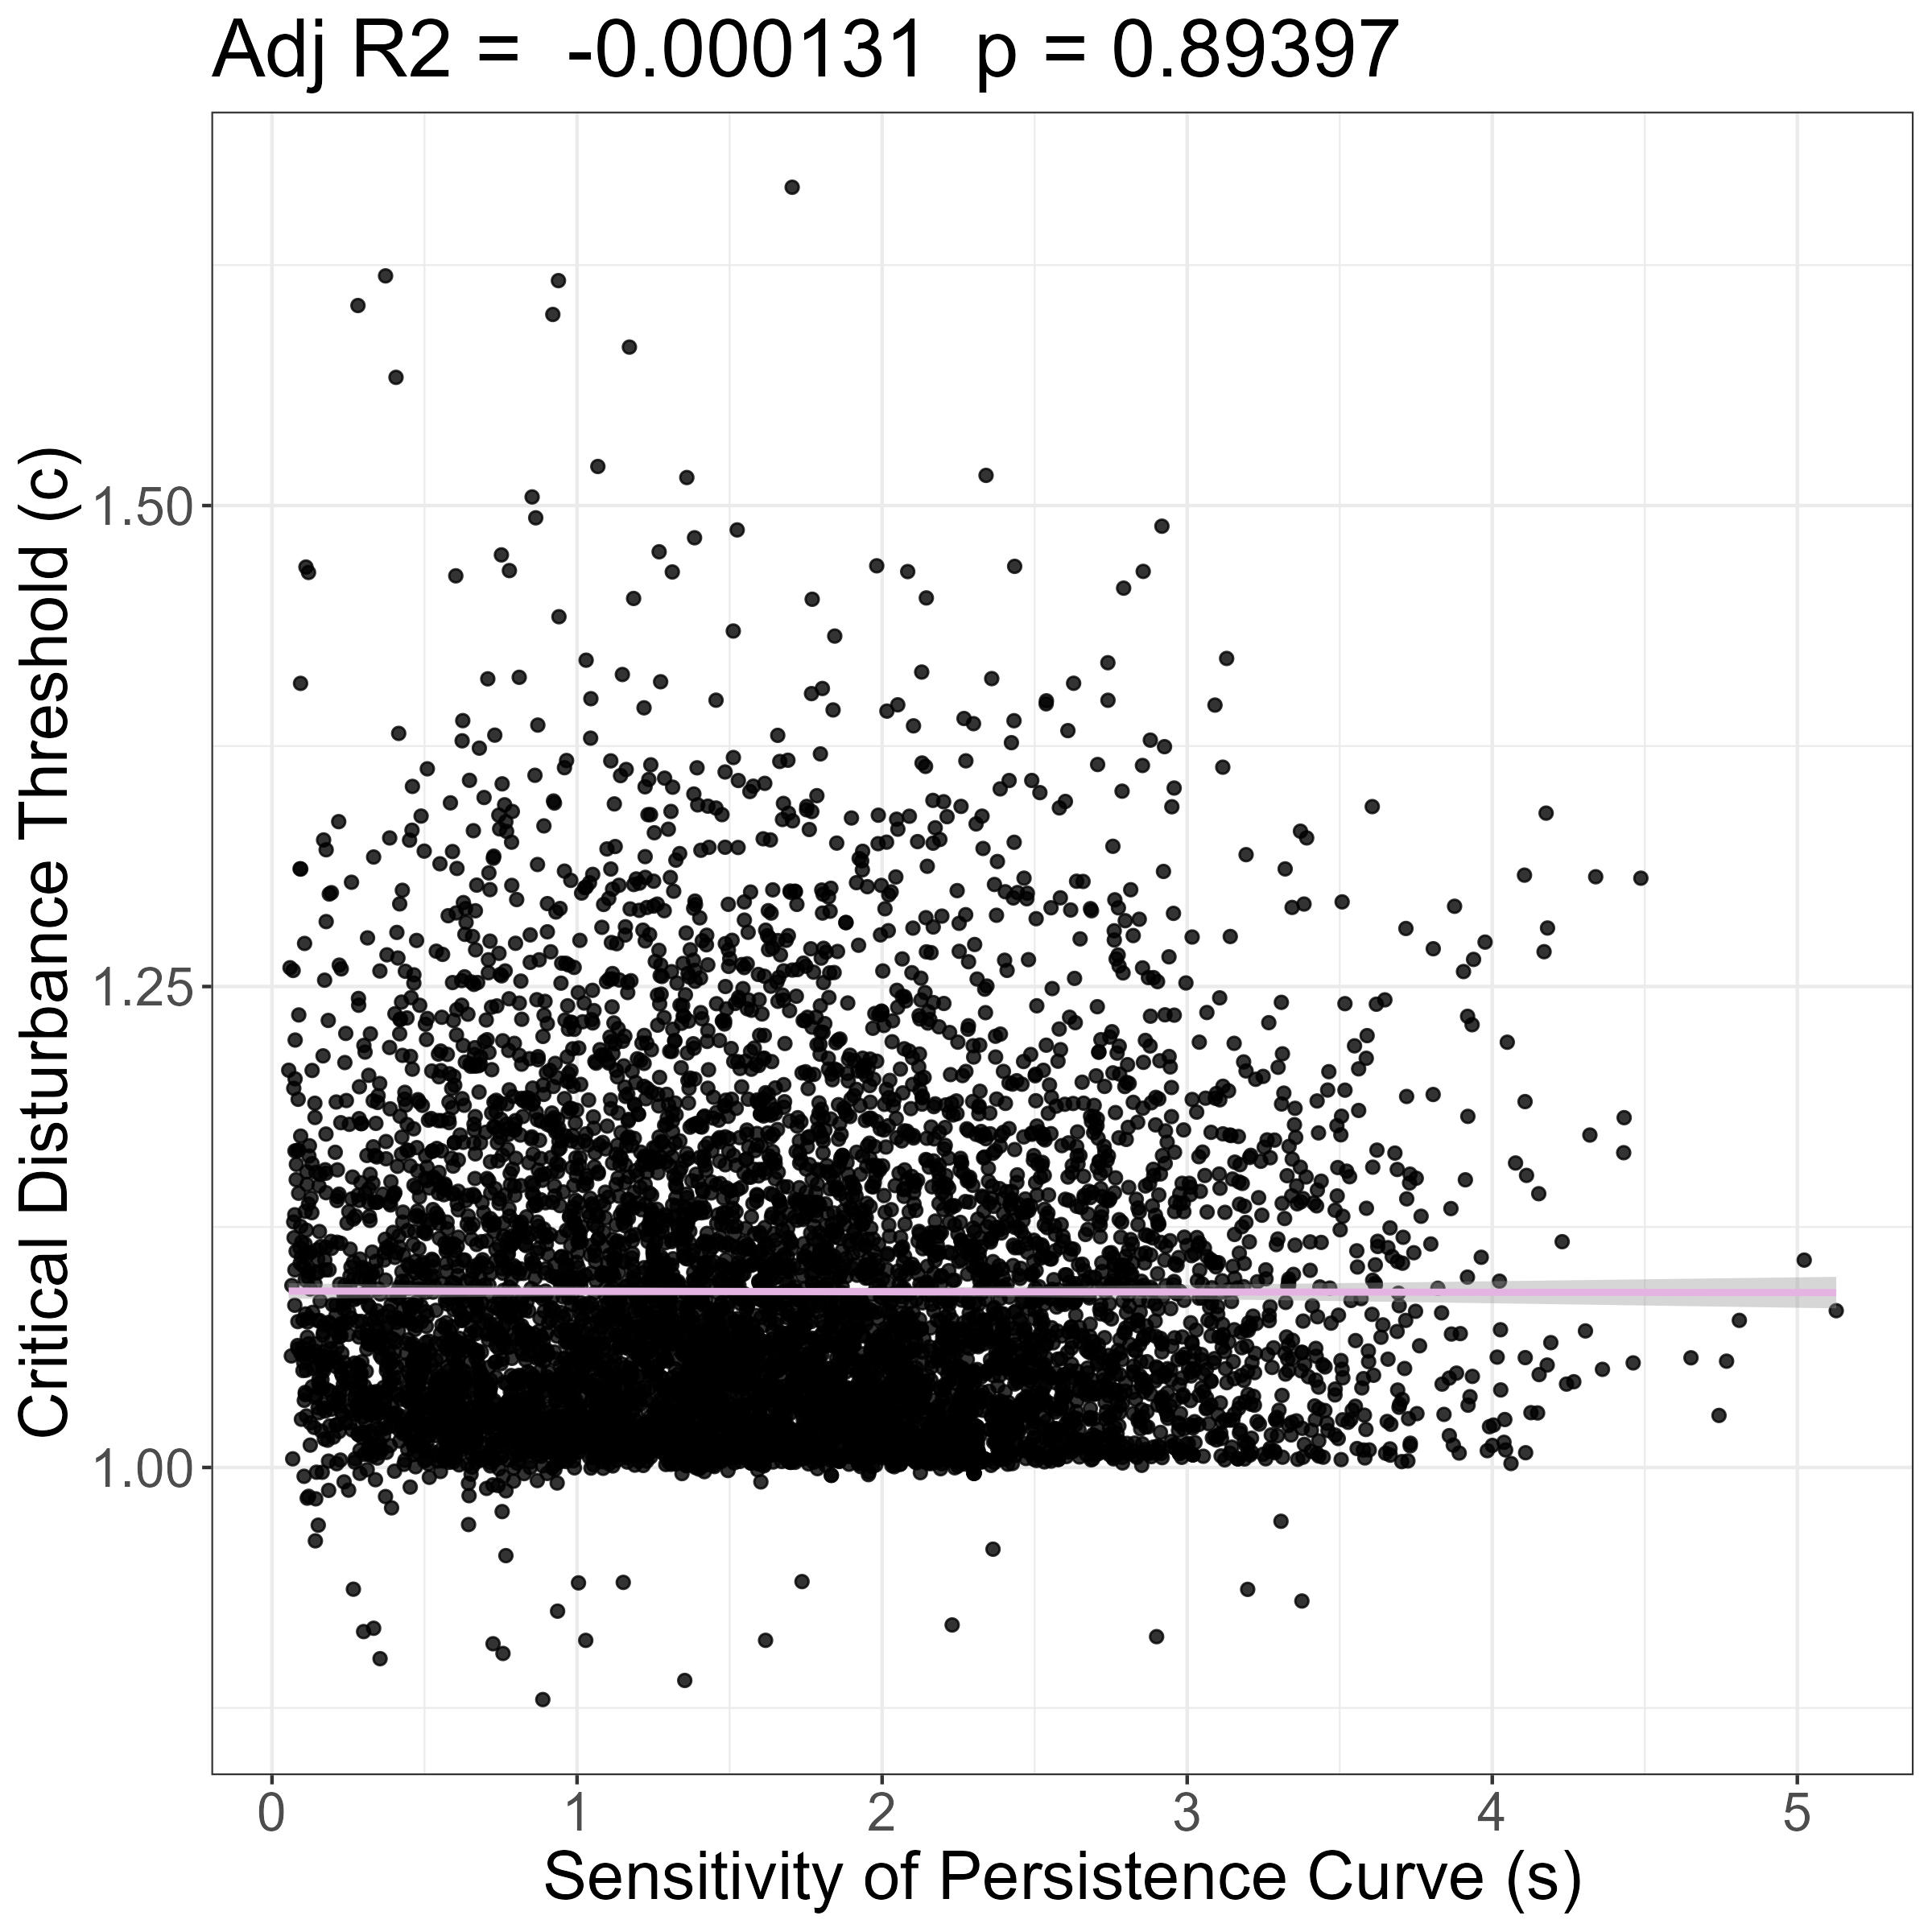 Adj R2 = -0.000131 p = 0.89397
Critical Disturbance Threshold (c)
1.50
1.25
1.00
0 1 2 3 4 5
Sensitivity of Persistence Curve (s)